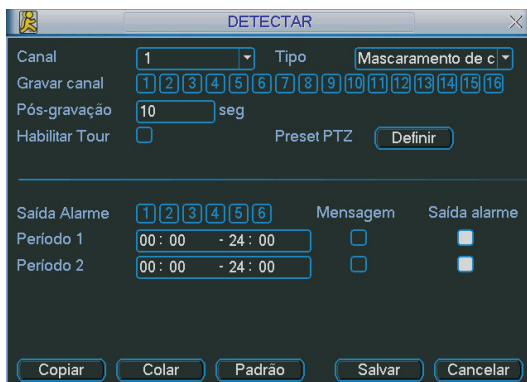 DETECTAR
Canal 1 Tipo Mascaramento de c
Gravar canal 1 2 3 4 5 6 7 8 9 10 11 12 13 14 15 16
Pós-gravação 10 seg
Habilitar Tour Preset PTZ Definir
Saída Alarme 1 2 3 4 5 6 Mensagem Saída alarme
Período 1 00 : 00 - 24 : 00
Período 2 00 : 00 - 24 : 00
Copiar Colar Padrão Salvar Cancelar